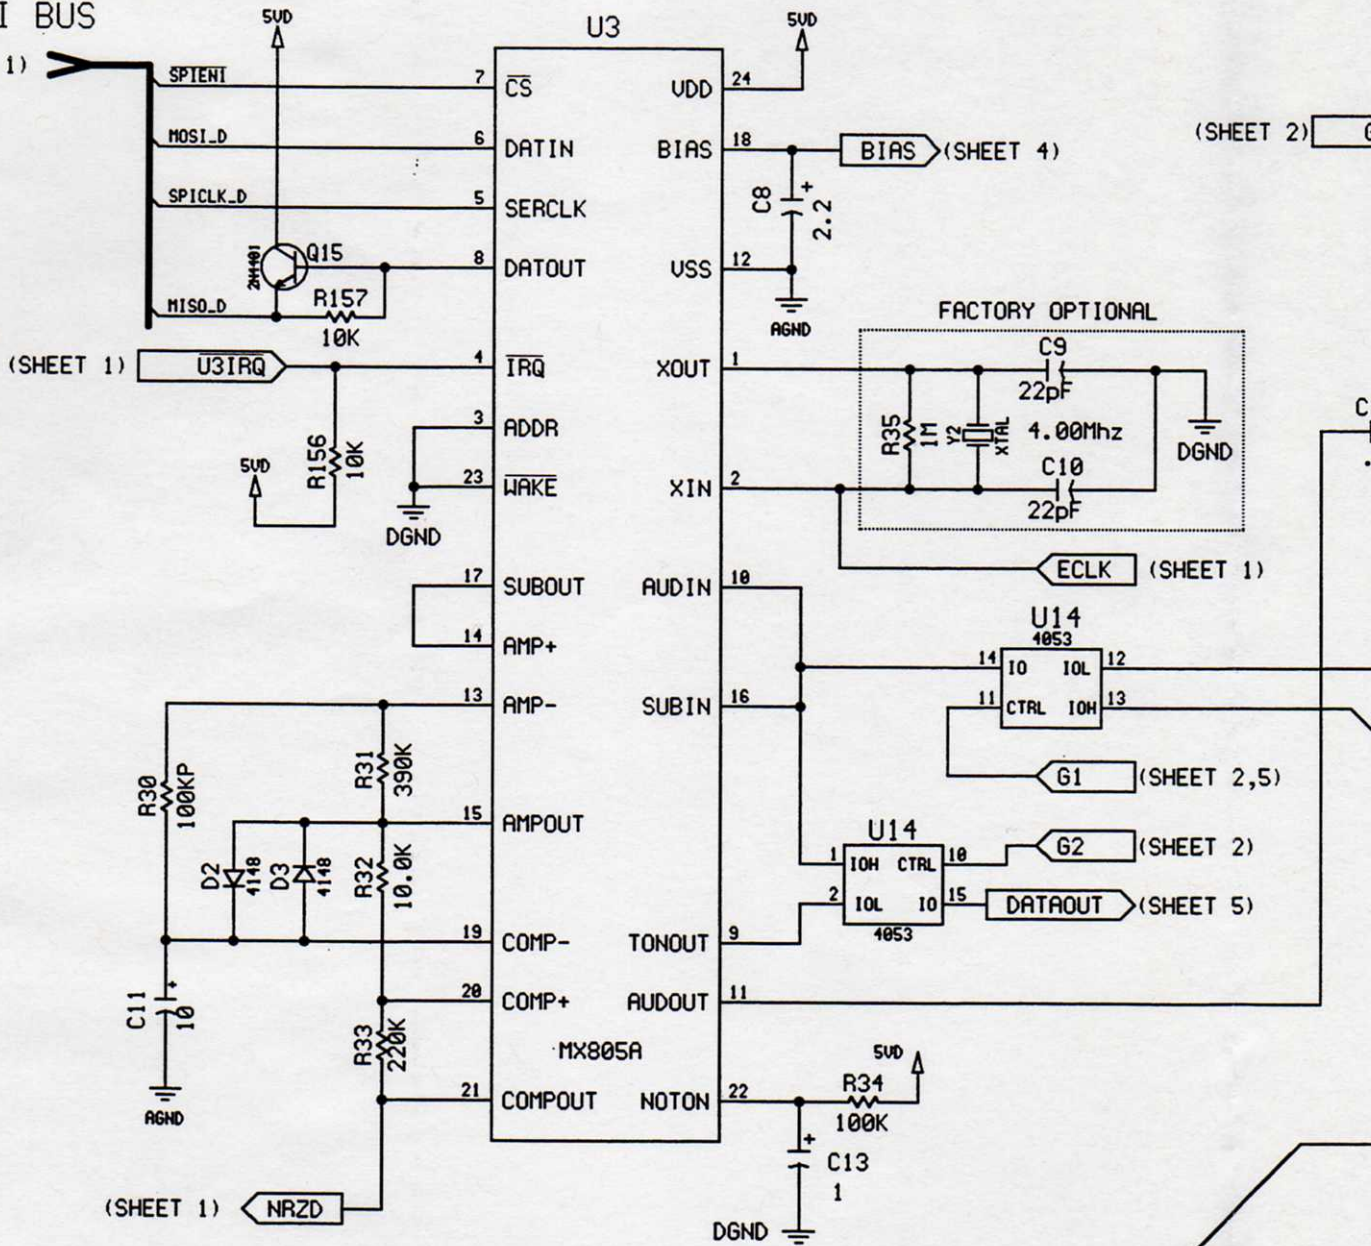 I BUS
1)
5VD
U3
5VD
SPIEN1
7
CS
VDD
24
MOSI_D
6
DATIN
BIAS
18
BIAS
(SHEET 4)
(SHEET 2)
C8
+
2.2
SPICLK_D
5
SERCLK
2N4401
Q15
8
DATOUT
VSS
12
MISO_D
R157
10K
AGND
FACTORY OPTIONAL
(SHEET 1)
U3IRQ
4
IRQ
XOUT
1
C9
22pF
R35
1M
Y2
XTAL
4.00Mhz
DGND
3
ADDR
R156
10K
5VD
23
WAKE
XIN
2
C10
22pF
DGND
ECLK
(SHEET 1)
17
SUBOUT
AUDIN
10
U14
4053
14
AMP+
14
IO
IOL
12
13
AMP-
SUBIN
16
11
CTRL
IOH
13
R31
390K
R30
100KP
G1
(SHEET 2,5)
15
AMPOUT
U14
1
IOH
CTRL
10
G2
(SHEET 2)
D2
4148
D3
4148
R32
10.0K
2
IOL
IO
15
DATAOUT
(SHEET 5)
4053
19
COMP-
TONOUT
9
C11
+
10
20
COMP+
AUDOUT
11
R33
220K
MX805A
5VD
AGND
21
COMPOUT
NOTON
22
R34
100K
+
C13
1
(SHEET 1)
NRZD
DGND